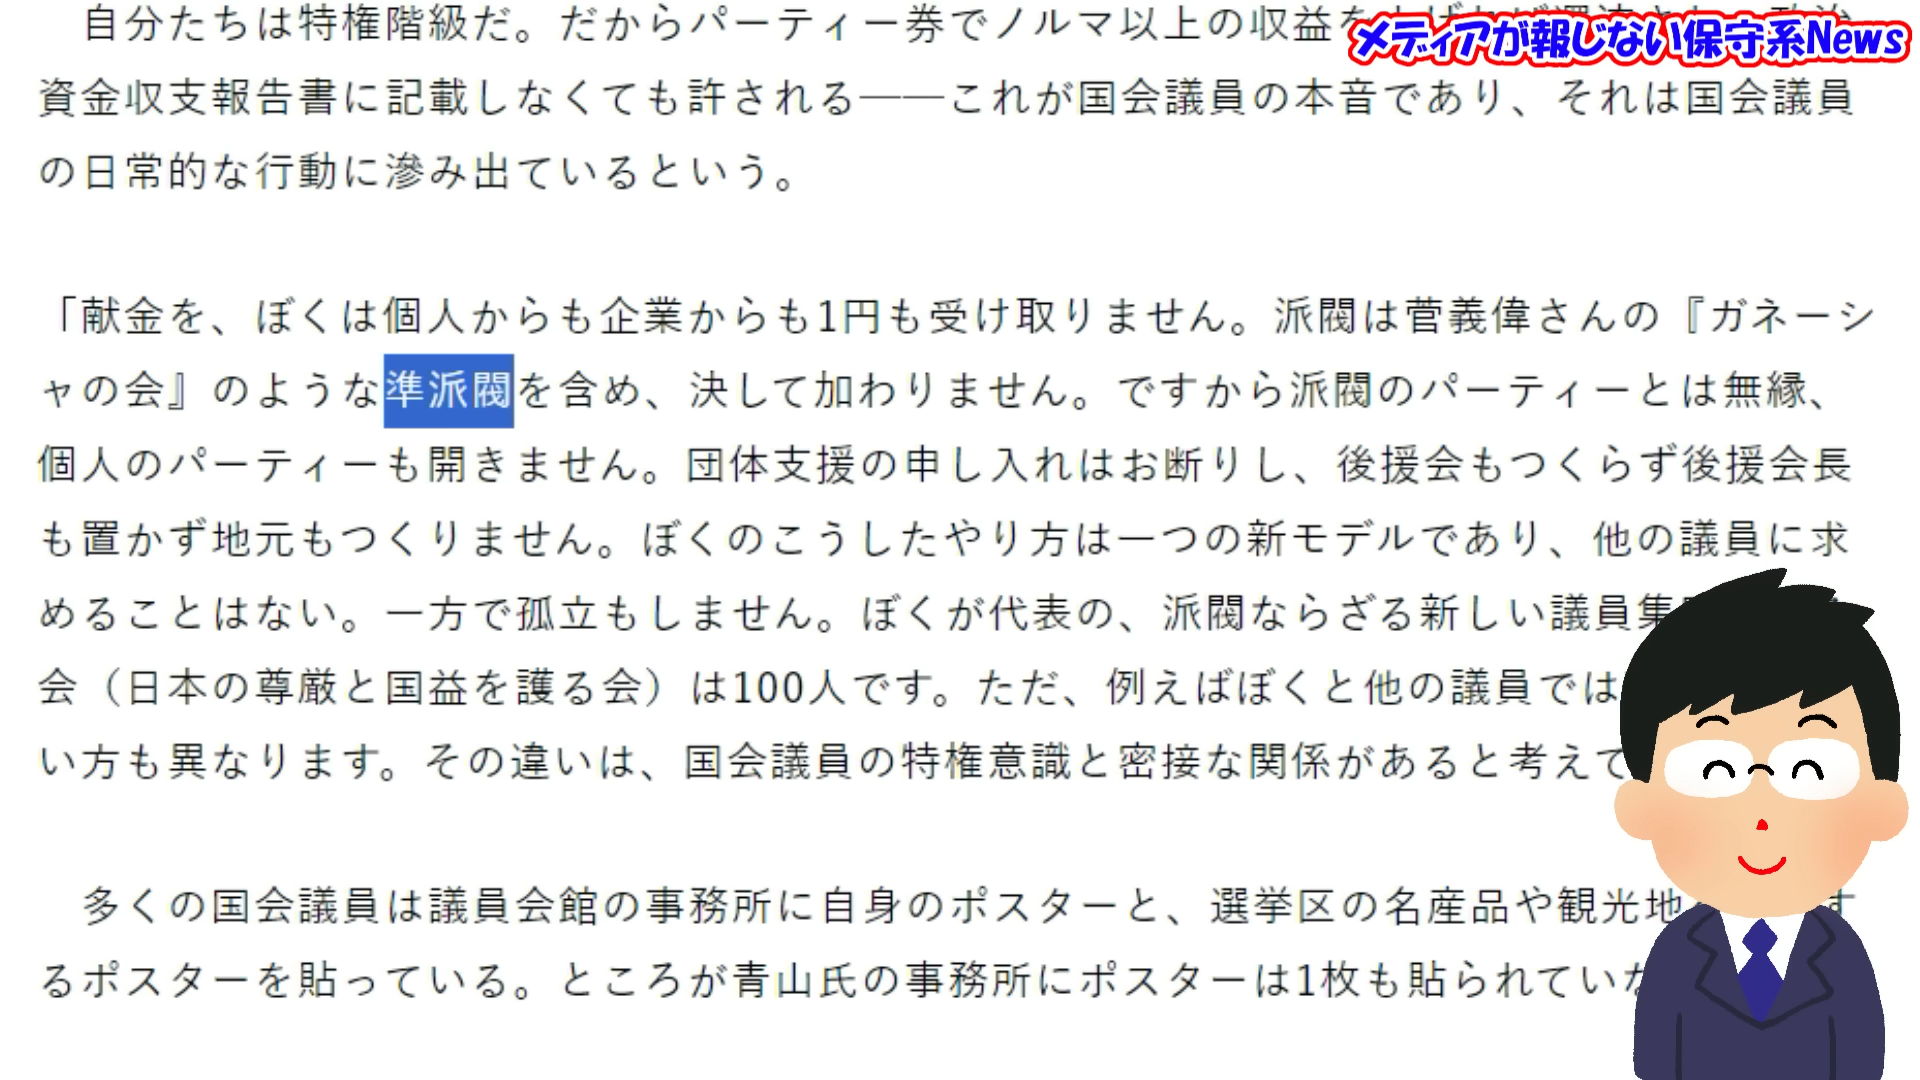 自分たちは特権階級だ。だからパーティー券でノルマ以上の収益を
メディアが報じない保守系News
資金収支報告書に記載しなくても許される──これが国会議員の本音であり、それは国会議員
の日常的な行動に滲み出ているという。
「献金を、ぼくは個人からも企業からも1円も受け取りません。派閥は菅義偉さんの『ガネーシ
ャの会』のような準派閥を含め、決して加わりません。ですから派閥のパーティーとは無縁、
個人のパーティーも開きません。団体支援の申し入れはお断りし、後援会もつくらず後援会長
も置かず地元もつくりません。ぼくのこうしたやり方は一つの新モデルであり、他の議員に求
めることはない。一方で孤立もしません。ぼくが代表の、派閥ならざる新しい議員集
会（日本の尊厳と国益を護る会）は100人です。ただ、例えばぼくと他の議員では
い方も異なります。その違いは、国会議員の特権意識と密接な関係があると考えて
多くの国会議員は議員会館の事務所に自身のポスターと、選挙区の名産品や観光地
るポスターを貼っている。ところが青山氏の事務所にポスターは1枚も貼られていな